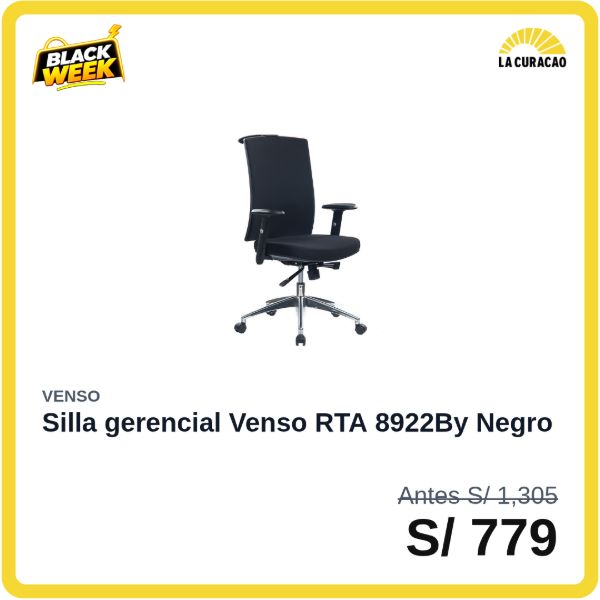 BLACK
WEEK
LA CURACAO
VENSO
Silla gerencial Venso RTA 8922By Negro
Antes S/ 1,305
S/ 779